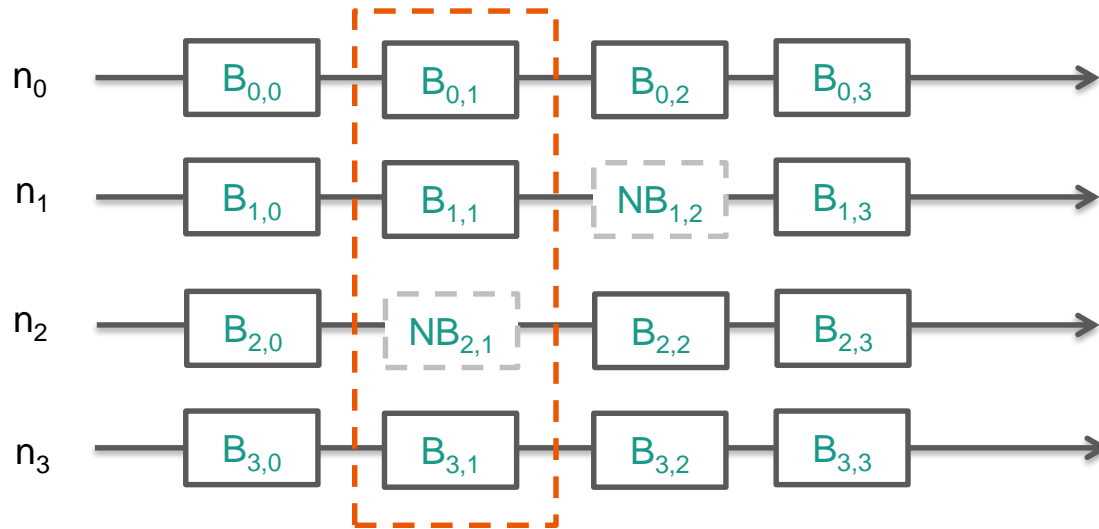 n₀ B₀,₀ B₀,₁ B₀,₂ B₀,₃
n₁ B₁,₀ B₁,₁ NB₁,₂ B₁,₃
n₂ B₂,₀ NB₂,₁ B₂,₂ B₂,₃
n₃ B₃,₀ B₃,₁ B₃,₂ B₃,₃